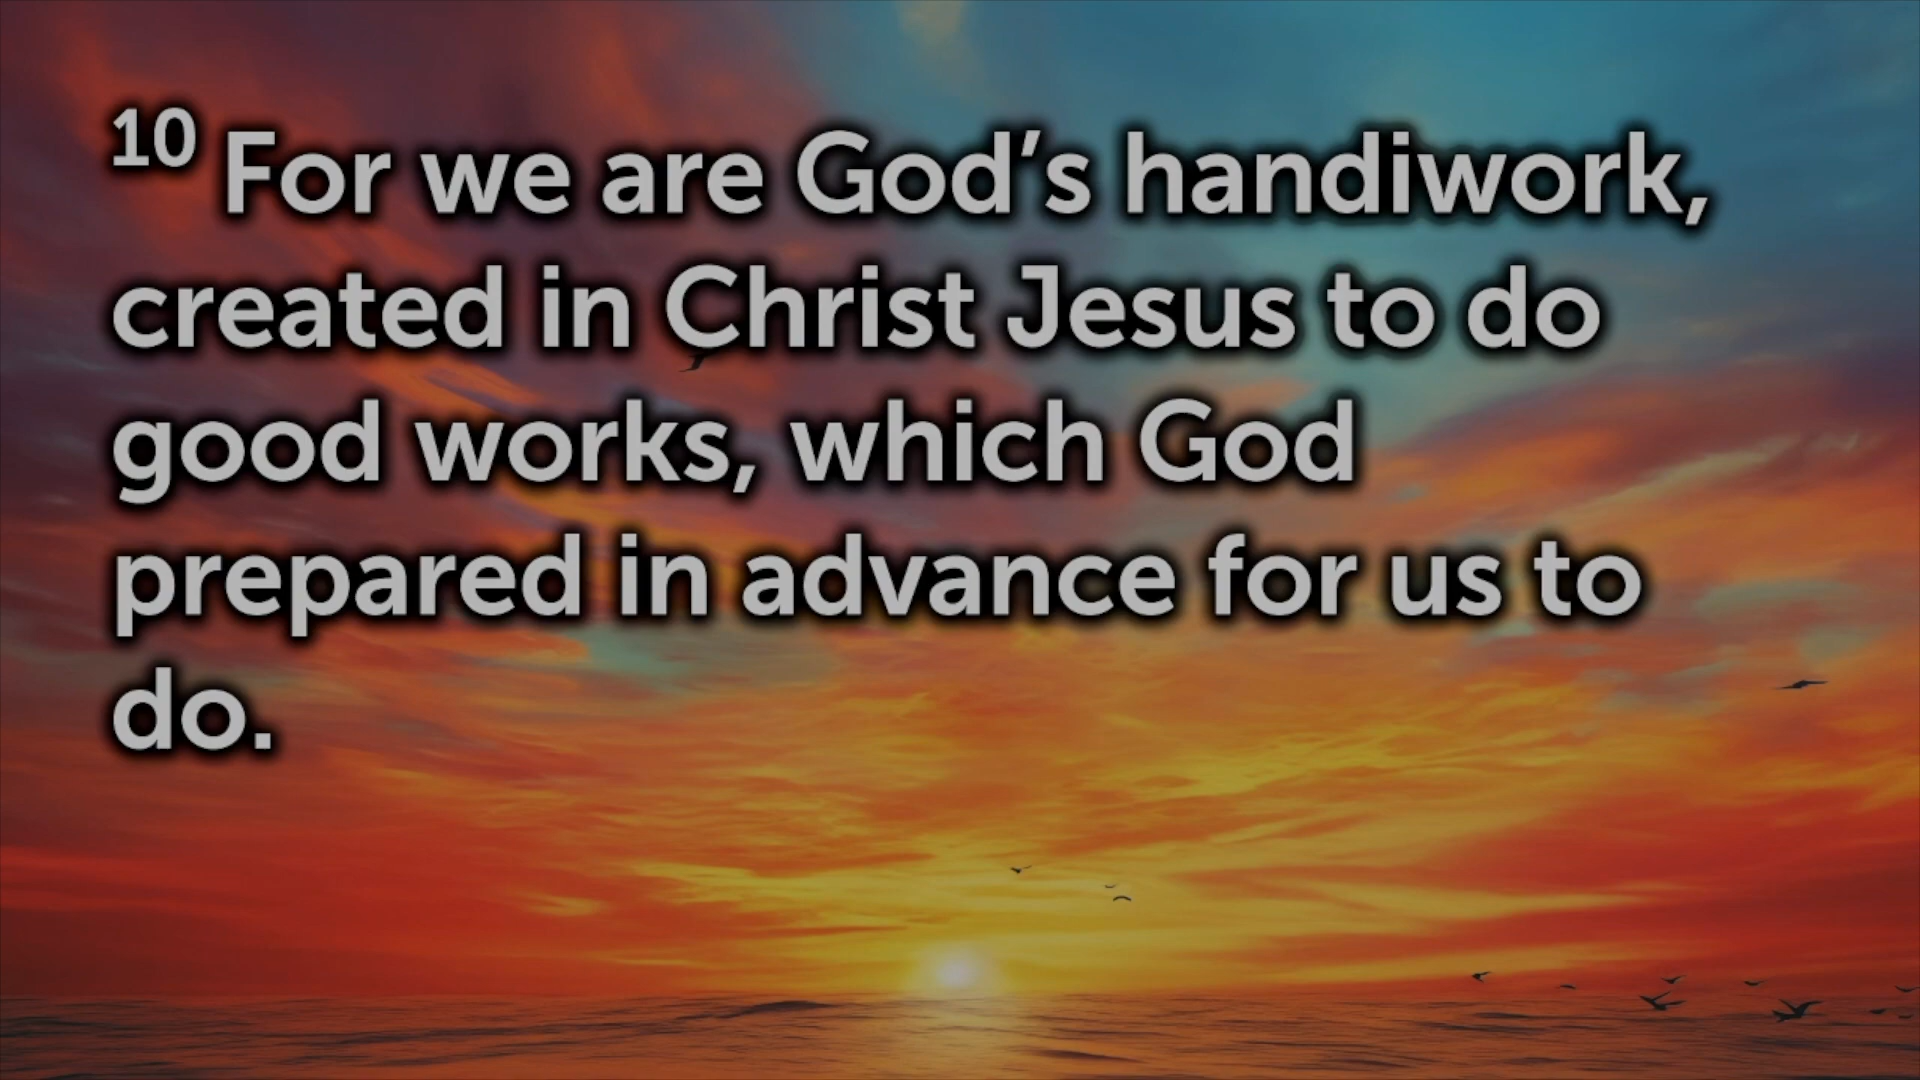 10 For we are God’s handiwork,
created in Christ Jesus to do
good works, which God
prepared in advance for us to
do.